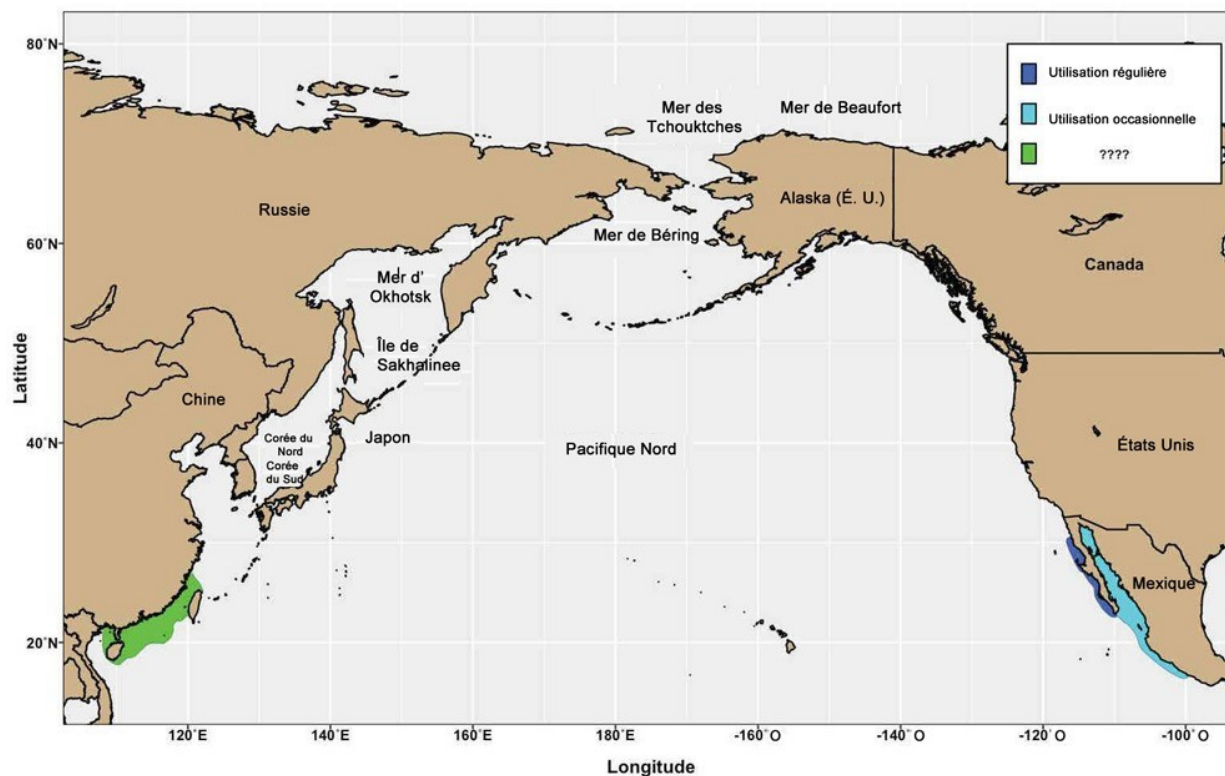 80°N
60°N
40°N
20°N
Latitude
Utilisation régulière
Utilisation occasionnelle
????
Mer des
Tchouktches
Mer de Beaufort
Russie
Alaska (É. U.)
Mer de Béring
Canada
Mer d'
Okhotsk
Île de
Sakhalinee
Chine
Corée du
Nord
Corée
du Sud
Japon
Pacifique Nord
États Unis
Mexique
120°E
140°E
160°E
180°E
-160°O
-140°O
-120°O
-100°O
Longitude